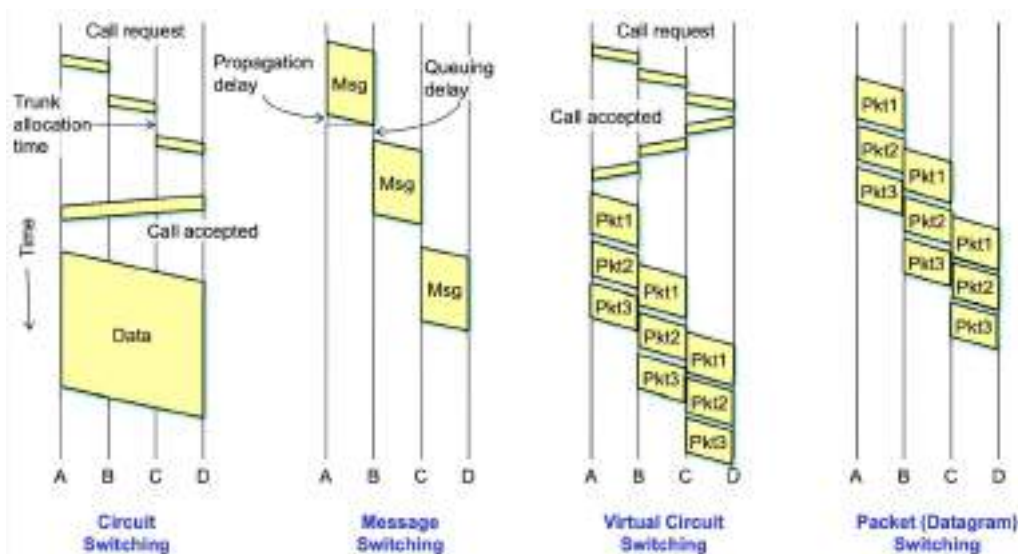 Call request
Trunk
allocation
time
Call accepted
Time
Data
A B C D
Circuit
Switching
Propagation
delay
Queuing
delay
Msg
Msg
Msg
A B C D
Message
Switching
Call request
Call accepted
Pkt1
Pkt2
Pkt3
Pkt1
Pkt2
Pkt3
Pkt1
Pkt2
Pkt3
A B C D
Virtual Circuit
Switching
Pkt1
Pkt2
Pkt3
Pkt1
Pkt2
Pkt3
Pkt1
Pkt2
Pkt3
A B C D
Packet (Datagram)
Switching